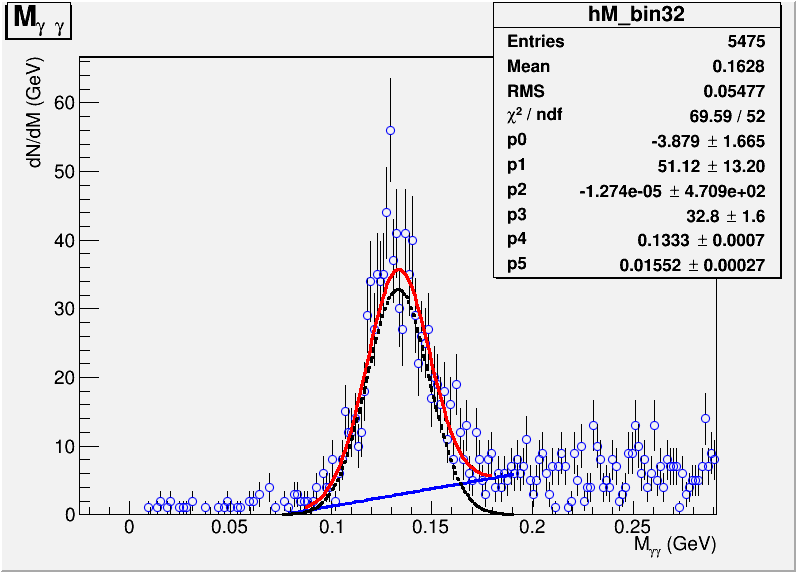 M γ γ
hM_bin32
Entries 5475
Mean 0.1628
RMS 0.05477
χ² / ndf 69.59 / 52
p0 -3.879 ± 1.665
p1 51.12 ± 13.20
p2 -1.274e-05 ± 4.709e+02
p3 32.8 ± 1.6
p4 0.1333 ± 0.0007
p5 0.01552 ± 0.00027
dN/dM (GeV)
60
50
40
30
20
10
0
0 0.05 0.1 0.15 0.2 0.25
M γγ (GeV)